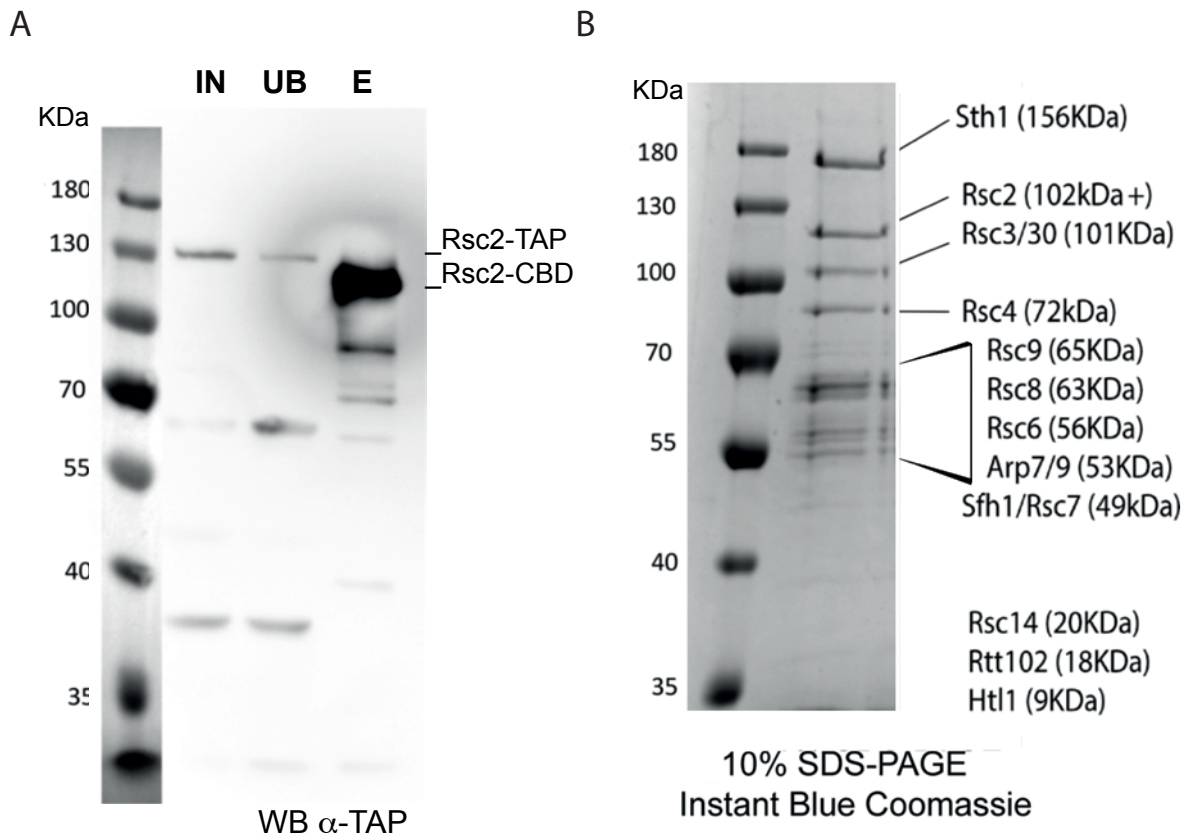 A
IN UB E
KDa
180
130
100
70
55
40
35
Rsc2-TAP
Rsc2-CBD
WB α-TAP
B
KDa
180
130
100
70
55
40
35
Sth1 (156KDa)
Rsc2 (102kDa+)
Rsc3/30 (101KDa)
Rsc4 (72kDa)
Rsc9 (65KDa)
Rsc8 (63KDa)
Rsc6 (56KDa)
Arp7/9 (53KDa)
Sfh1/Rsc7 (49kDa)
Rsc14 (20KDa)
Rtt102 (18KDa)
Htl1 (9KDa)
10% SDS-PAGE
Instant Blue Coomassie